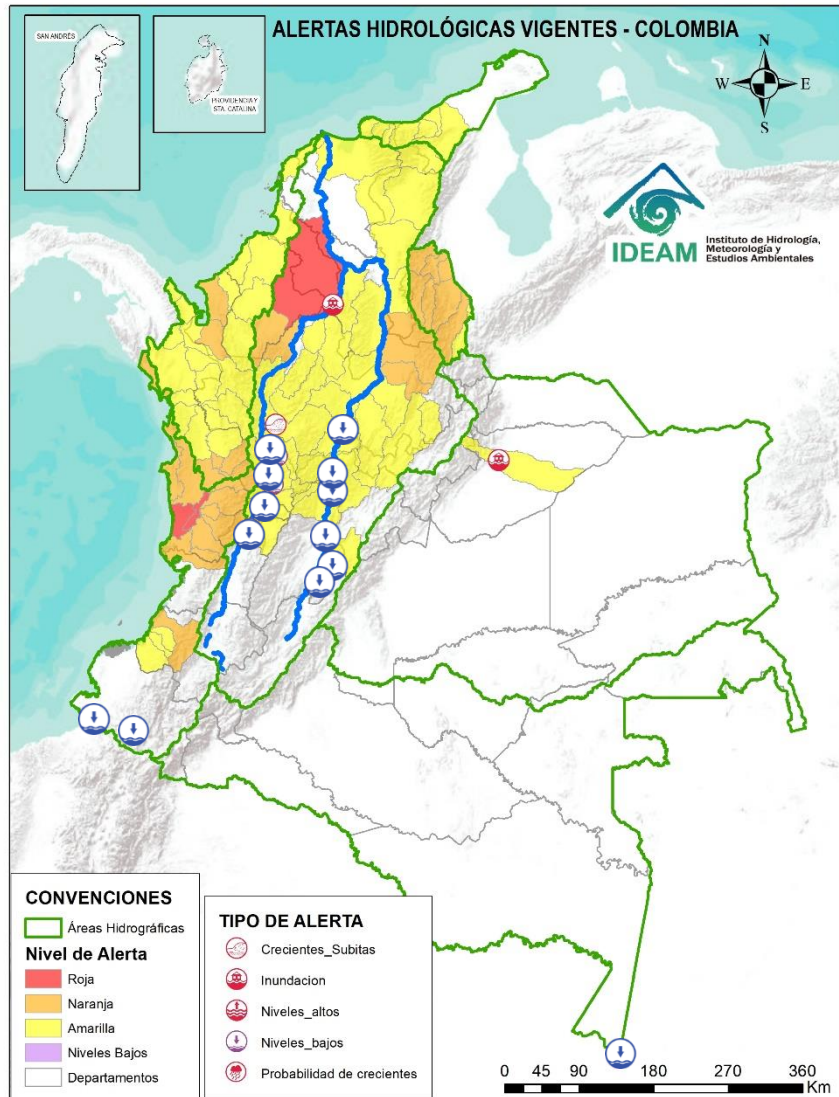 SAN ANDRÉS
PROVIDENCIA Y
STA. CATALINA
ALERTAS HIDROLÓGICAS VIGENTES - COLOMBIA
N
W
E
S
IDEAM
Instituto de Hidrología,
Meteorología y
Estudios Ambientales
CONVENCIONES
Áreas Hidrográficas
Nivel de Alerta
Roja
Naranja
Amarilla
Niveles Bajos
Departamentos
TIPO DE ALERTA
Crecientes_Subitas
Inundacion
Niveles_altos
Niveles_bajos
Probabilidad de crecientes
0 45 90 180 270 360
Km